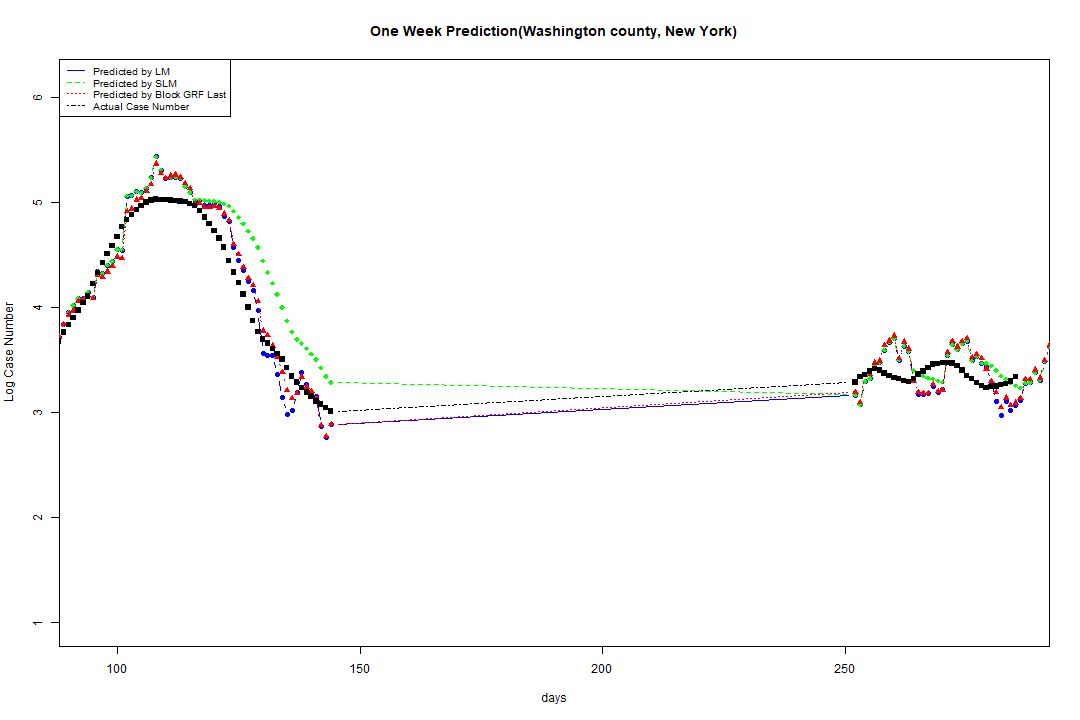 One Week Prediction(Washington county, New York)
Predicted by LM
Predicted by SLM
Predicted by Block GRF Last
Actual Case Number
6
5
4
3
2
1
Log Case Number
100
150
200
250
days